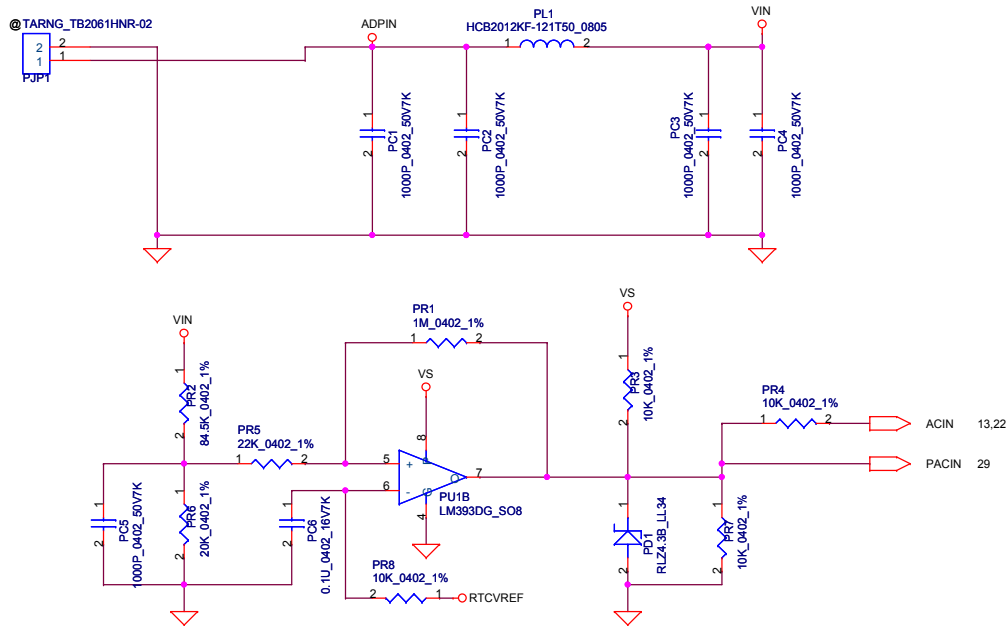 @ TARNG_TB2061HNR-02
2
1
2
1
PJP1
ADPIN
PL1
HCB2012KF-121T50_0805
1
2
VIN
1
2
PC1
1000P_0402_50V7K
1
2
PC2
1000P_0402_50V7K
1
2
PC3
1000P_0402_50V7K
1
2
PC4
1000P_0402_50V7K
VIN
1
2
PR2
84.5K_0402_1%
PR5
22K_0402_1%
1
2
1
2
PC5
1000P_0402_50V7K
1
2
PR6
20K_0402_1%
1
2
PC6
0.1U_0402_16V7K
PR1
1M_0402_1%
1
2
VS
8
P
5
+
6
-
O
7
G
4
PU1B
LM393DG_SO8
PR8
10K_0402_1%
2
1
RTCVREF
VS
1
2
PR3
10K_0402_1%
1
2
PD1
RLZ4.3B_LL34
1
2
PR7
10K_0402_1%
PR4
10K_0402_1%
1
2
ACIN 13,22
PACIN 29